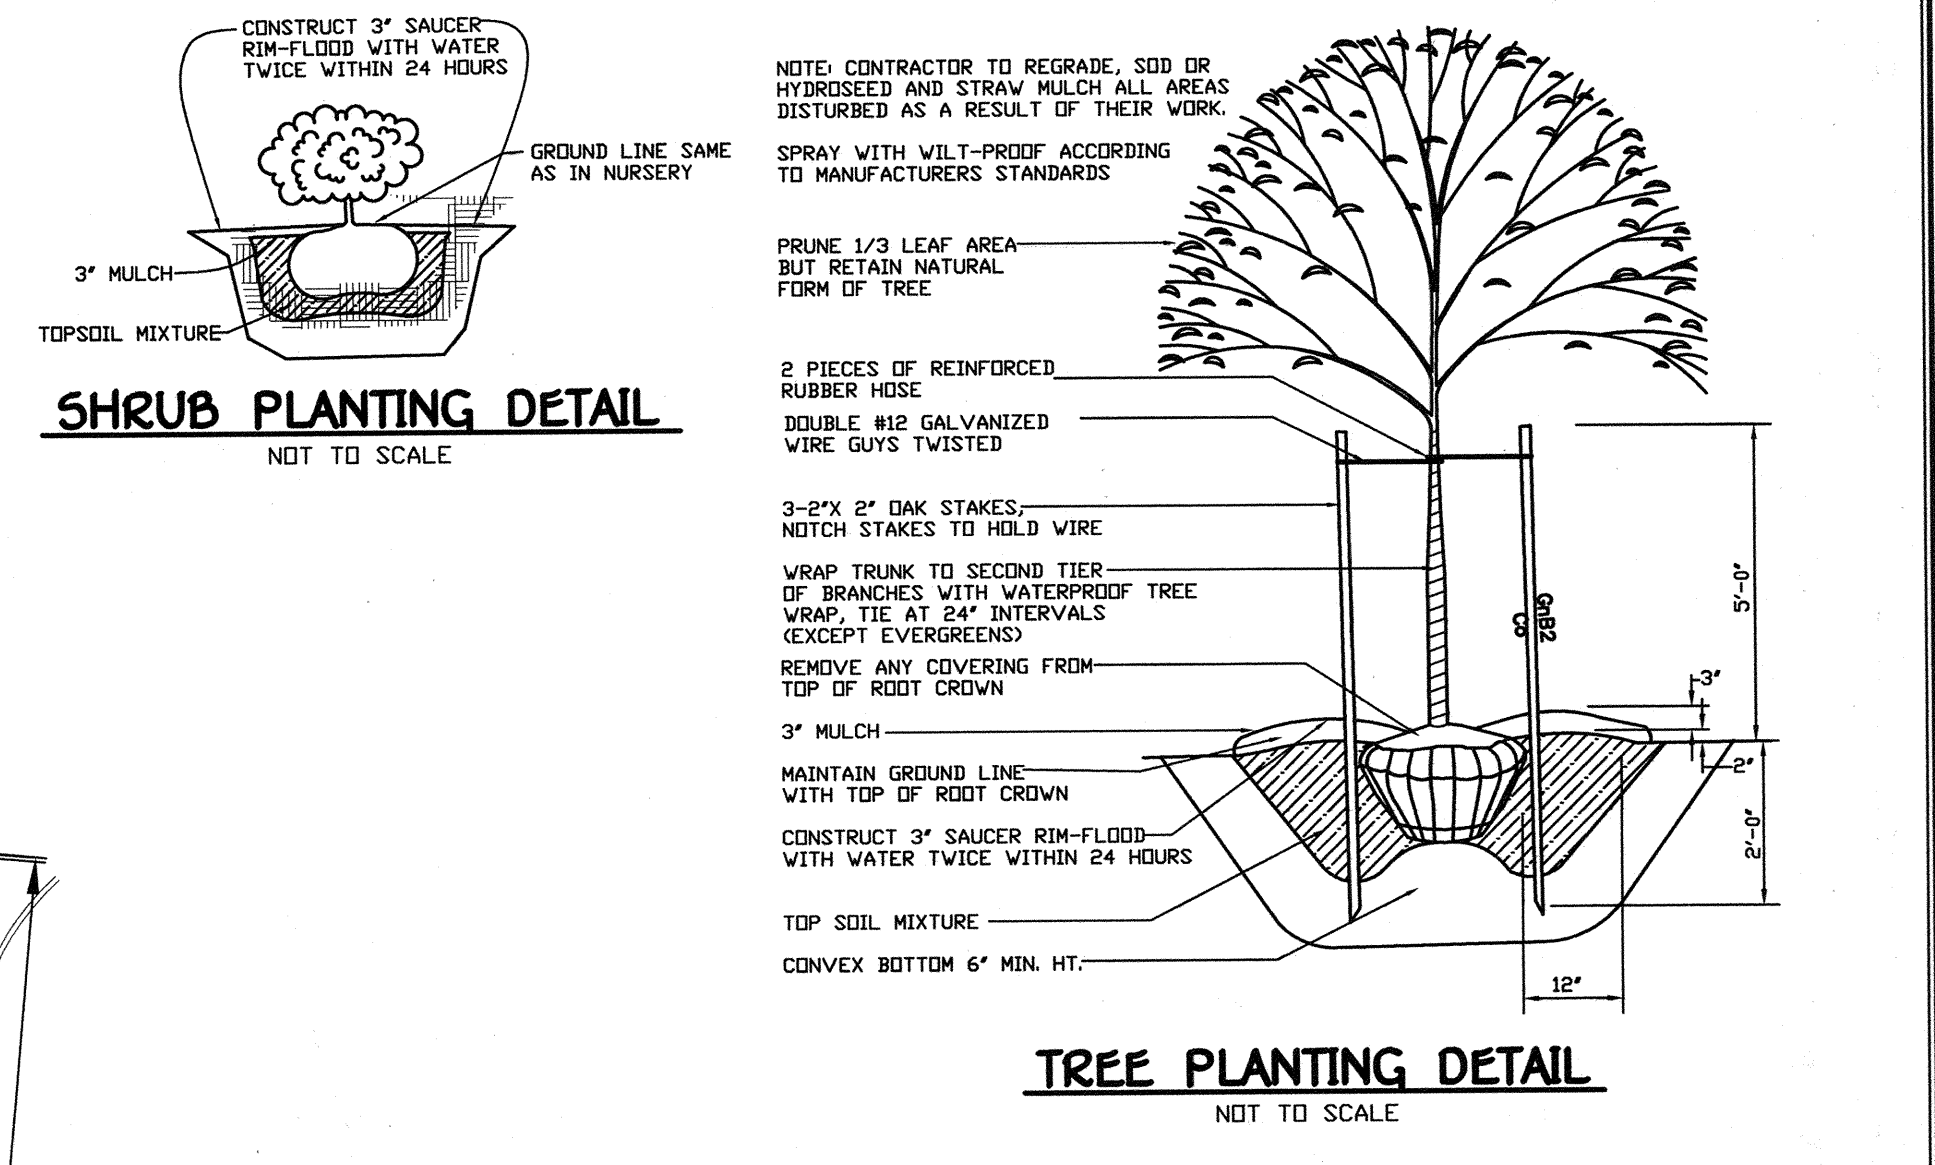 CONSTRUCT 3" SAUCER
RIM-FLOOD WITH WATER
TWICE WITHIN 24 HOURS
GROUND LINE SAME
AS IN NURSERY
3" MULCH
TOPSOIL MIXTURE
SHRUB PLANTING DETAIL
NOT TO SCALE
NOTE: CONTRACTOR TO REGRADE, SOD OR
HYDROSEED AND STRAW MULCH ALL AREAS
DISTURBED AS A RESULT OF THEIR WORK.
SPRAY WITH WILT-PROOF ACCORDING
TO MANUFACTURERS STANDARDS
PRUNE 1/3 LEAF AREA
BUT RETAIN NATURAL
FORM OF TREE
2 PIECES OF REINFORCED
RUBBER HOSE
DOUBLE #12 GALVANIZED
WIRE GUYS TWISTED
3-2"X 2" OAK STAKES,
NOTCH STAKES TO HOLD WIRE
WRAP TRUNK TO SECOND TIER
OF BRANCHES WITH WATERPROOF TREE
WRAP, TIE AT 24" INTERVALS
(EXCEPT EVERGREENS)
REMOVE ANY COVERING FROM
TOP OF ROOT CROWN
3" MULCH
MAINTAIN GROUND LINE
WITH TOP OF ROOT CROWN
CONSTRUCT 3" SAUCER RIM-FLOOD
WITH WATER TWICE WITHIN 24 HOURS
TOP SOIL MIXTURE
CONVEX BOTTOM 6" MIN. HT.
GnB2
Co
5'-0"
3"
2"
2'-0"
12"
TREE PLANTING DETAIL
NOT TO SCALE